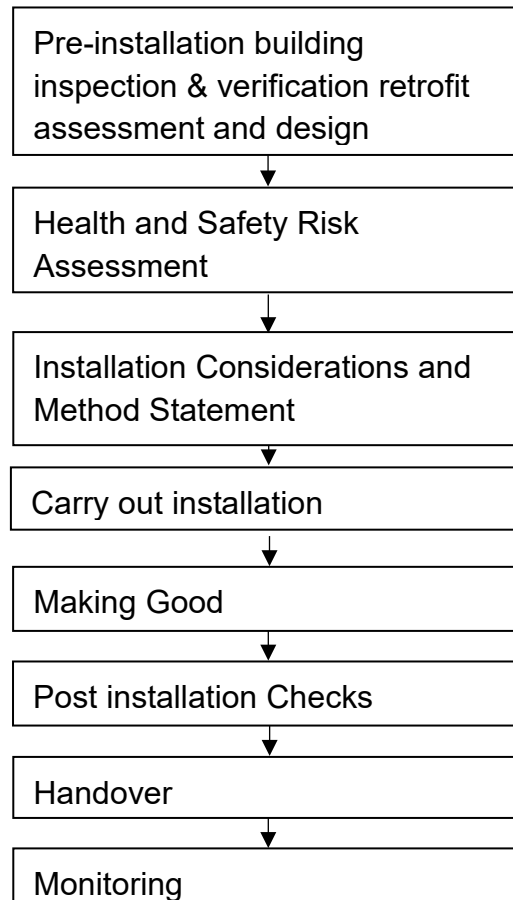 Pre-installation building
inspection & verification retrofit
assessment and design
Health and Safety Risk
Assessment
Installation Considerations and
Method Statement
Carry out installation
Making Good
Post installation Checks
Handover
Monitoring